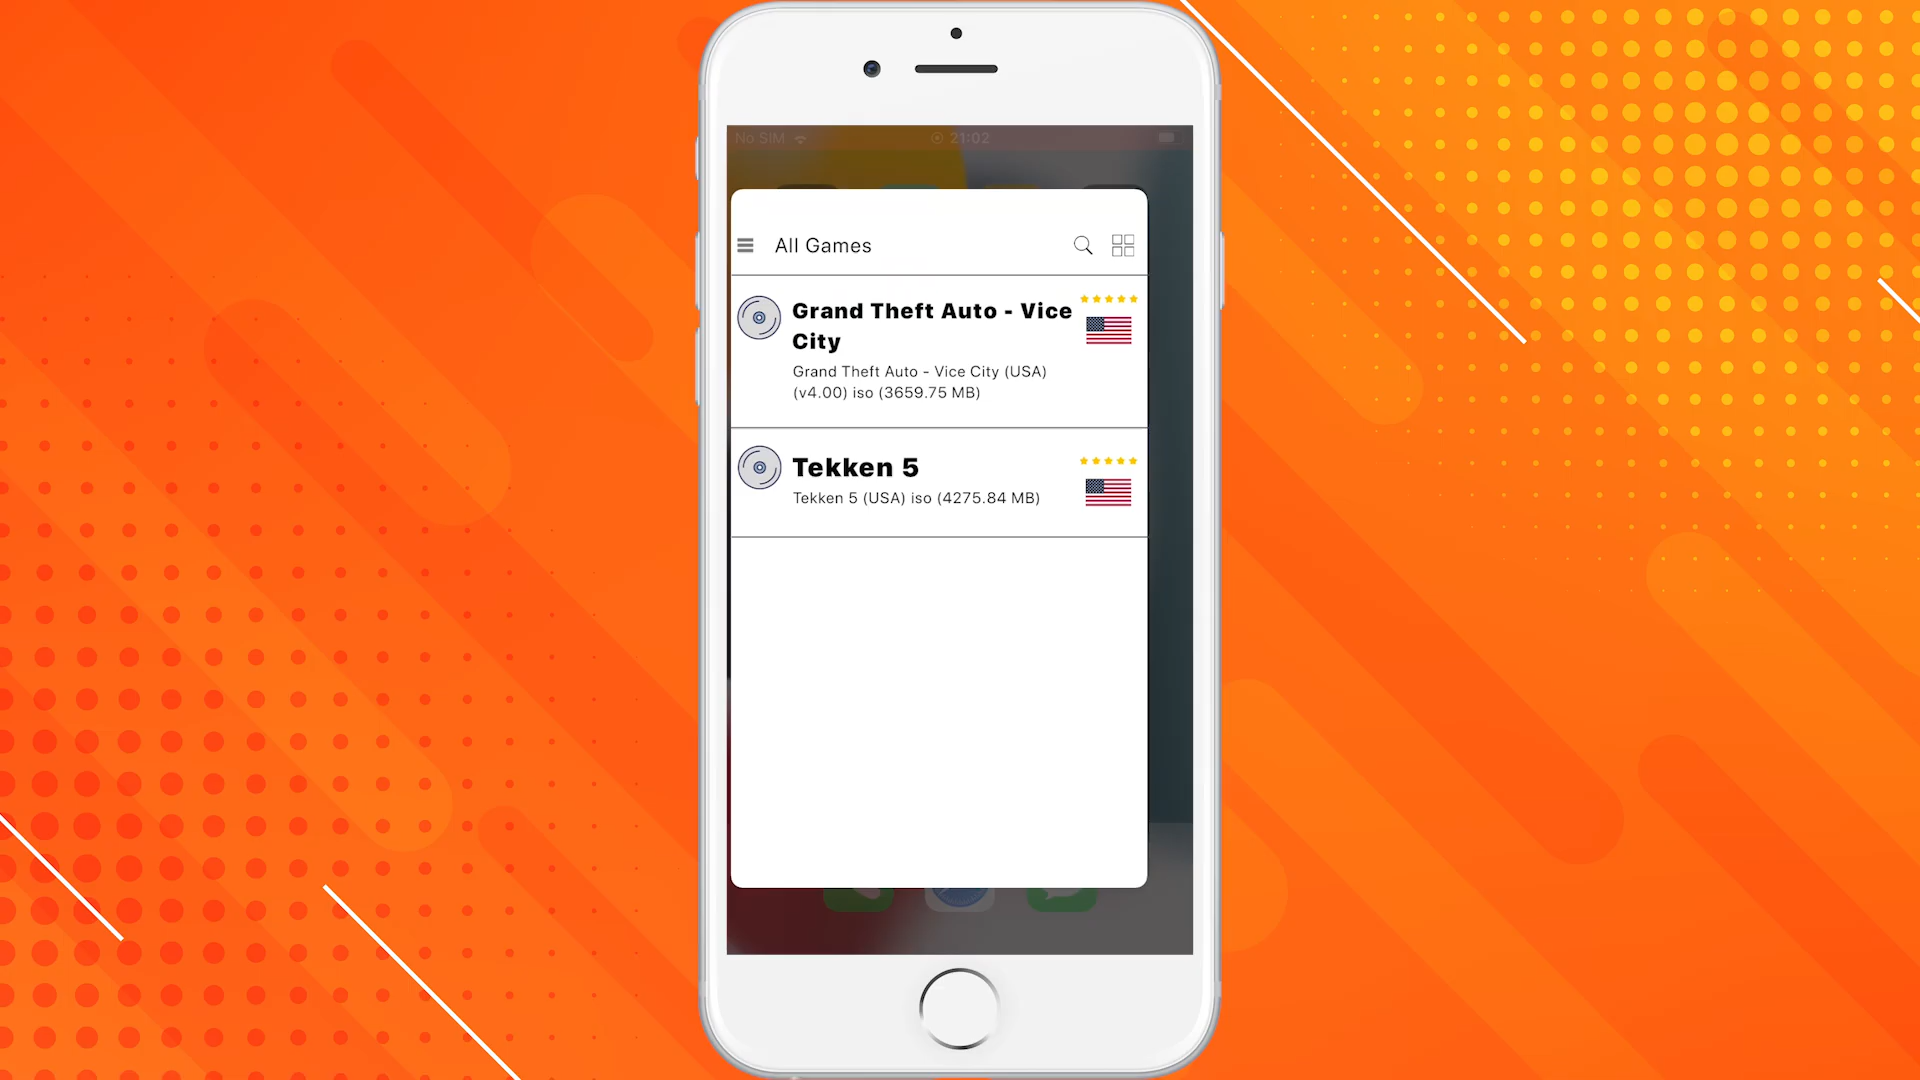 No SIM 21:02
All Games
Grand Theft Auto - Vice
City
Grand Theft Auto - Vice City (USA)
(v4.00) iso (3659.75 MB)
Tekken 5
Tekken 5 (USA) iso (4275.84 MB)